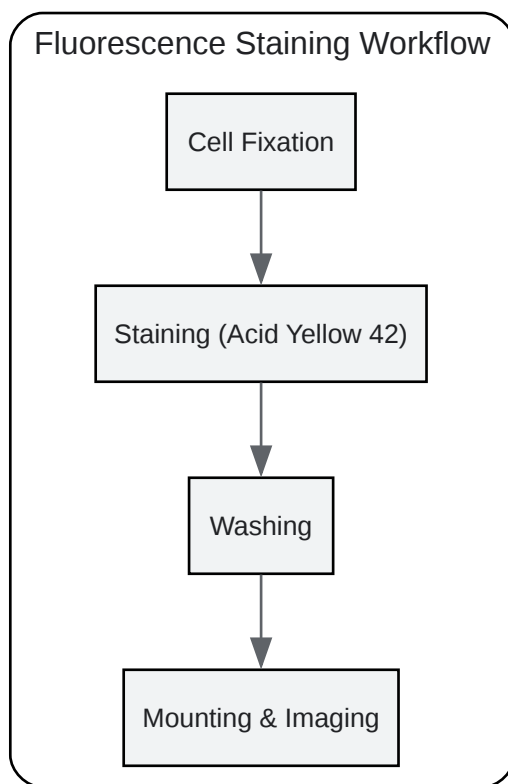 Fluorescence Staining Workflow
Cell Fixation
Staining (Acid Yellow 42)
Washing
Mounting & Imaging